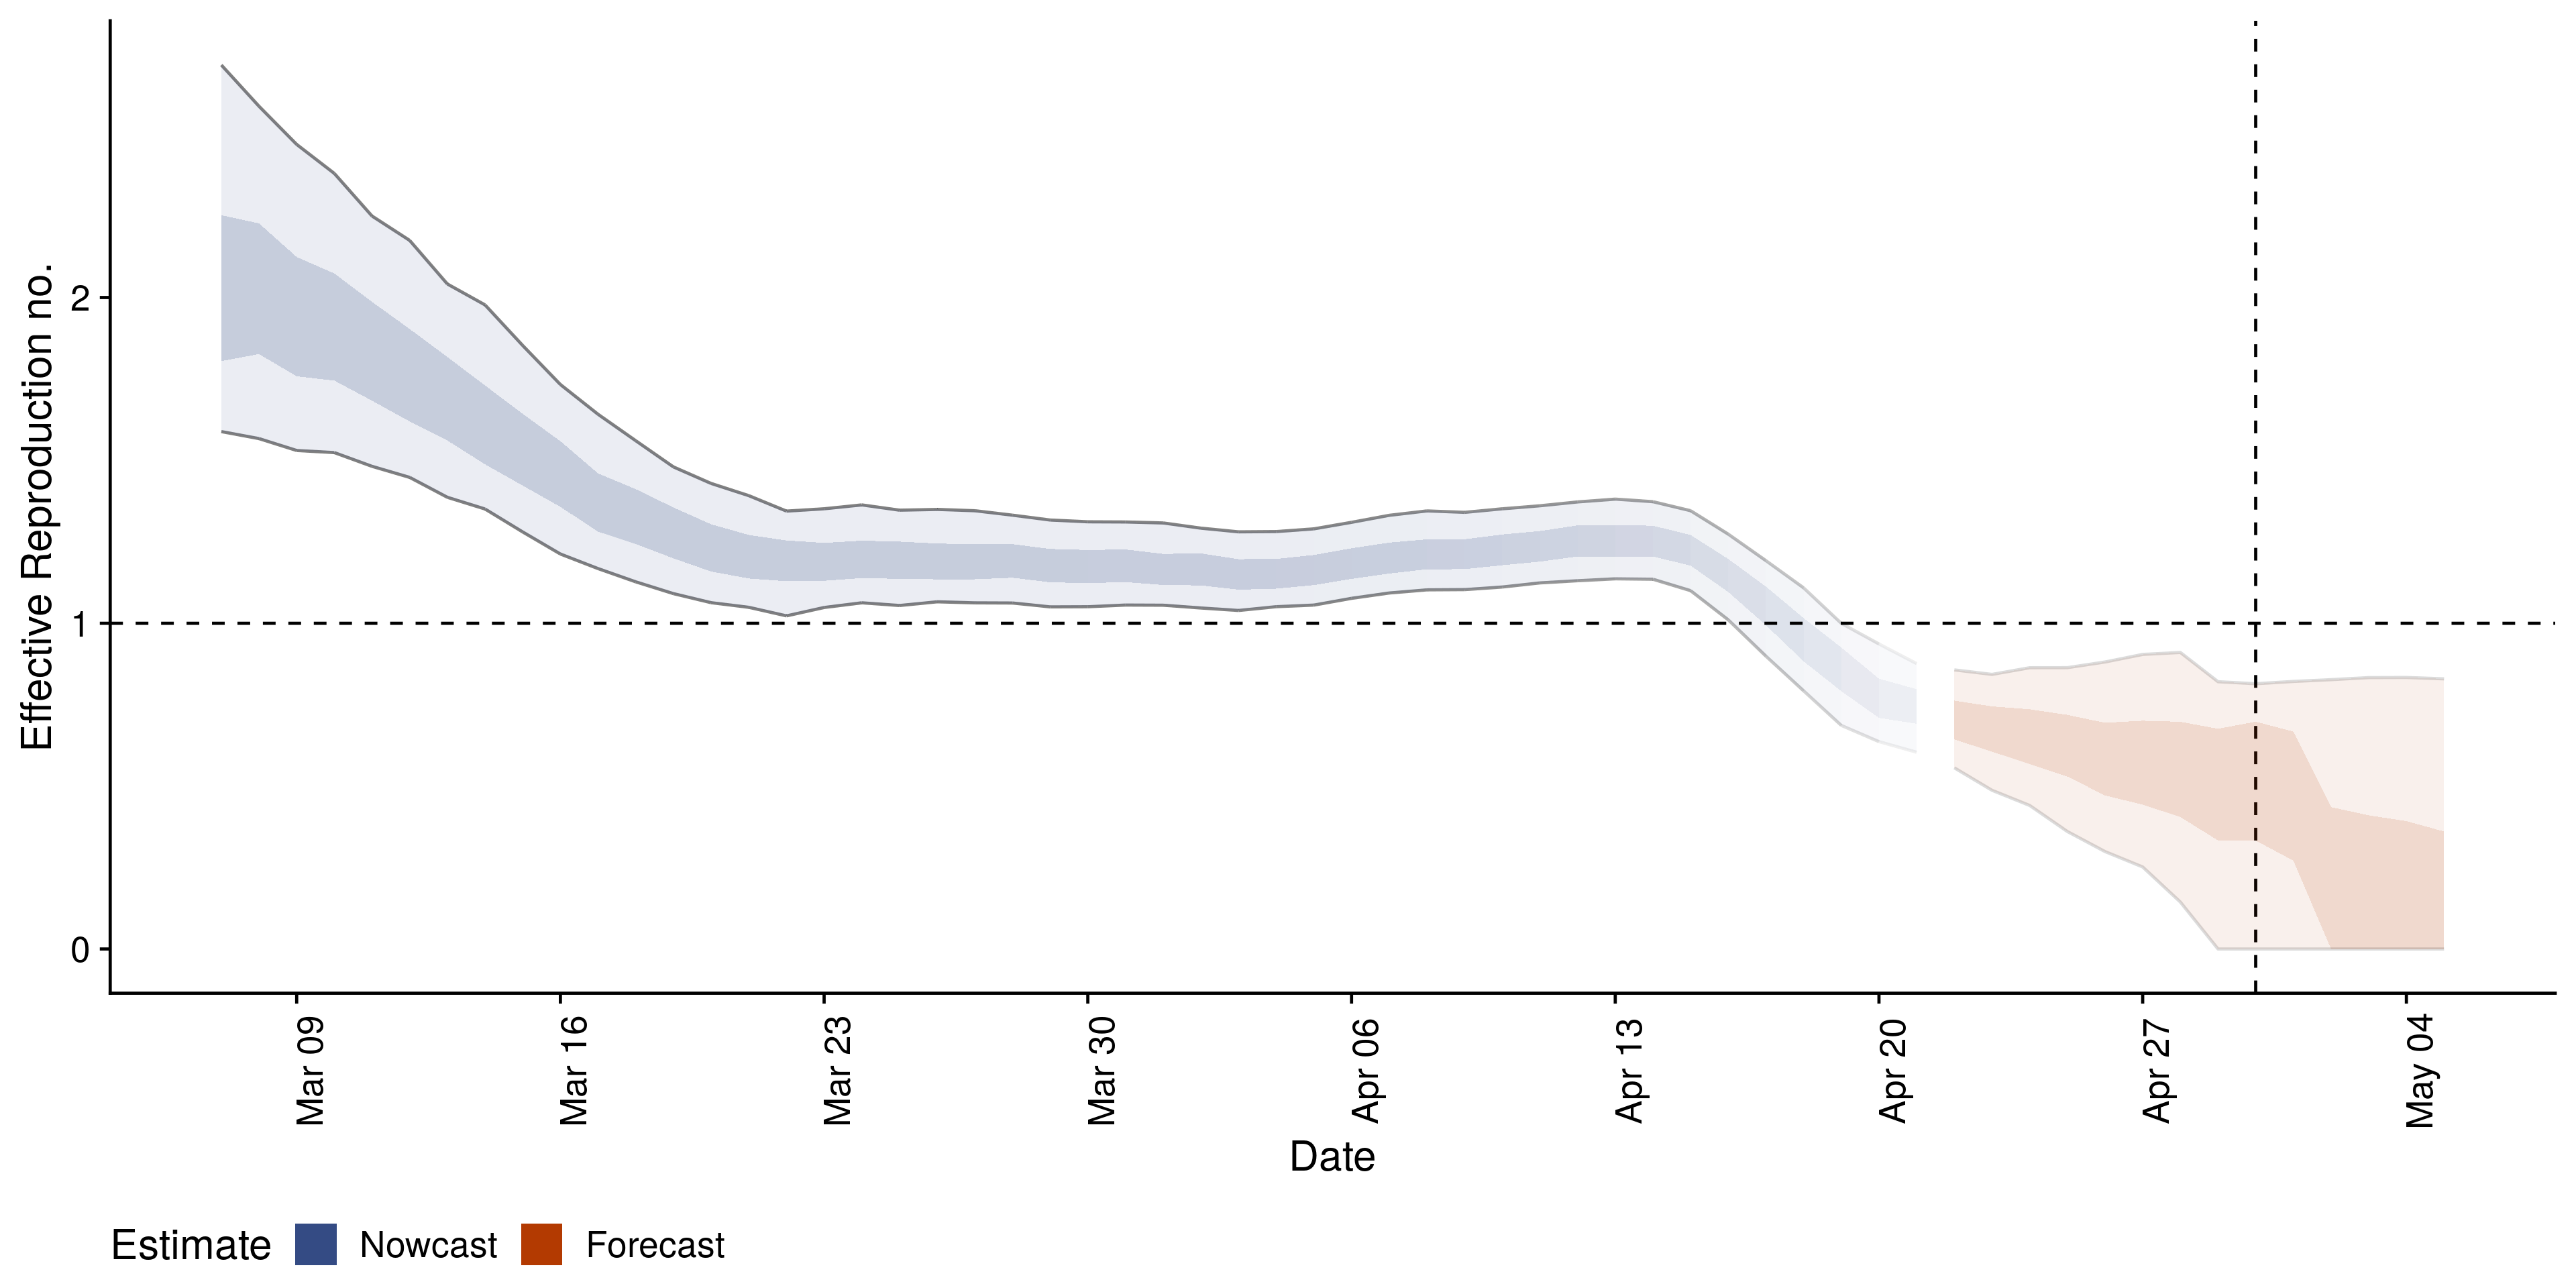 Effective Reproduction no.
2
1
0
Mar 09
Mar 16
Mar 23
Mar 30
Apr 06
Apr 13
Apr 20
Apr 27
May 04
Date
Estimate Nowcast Forecast